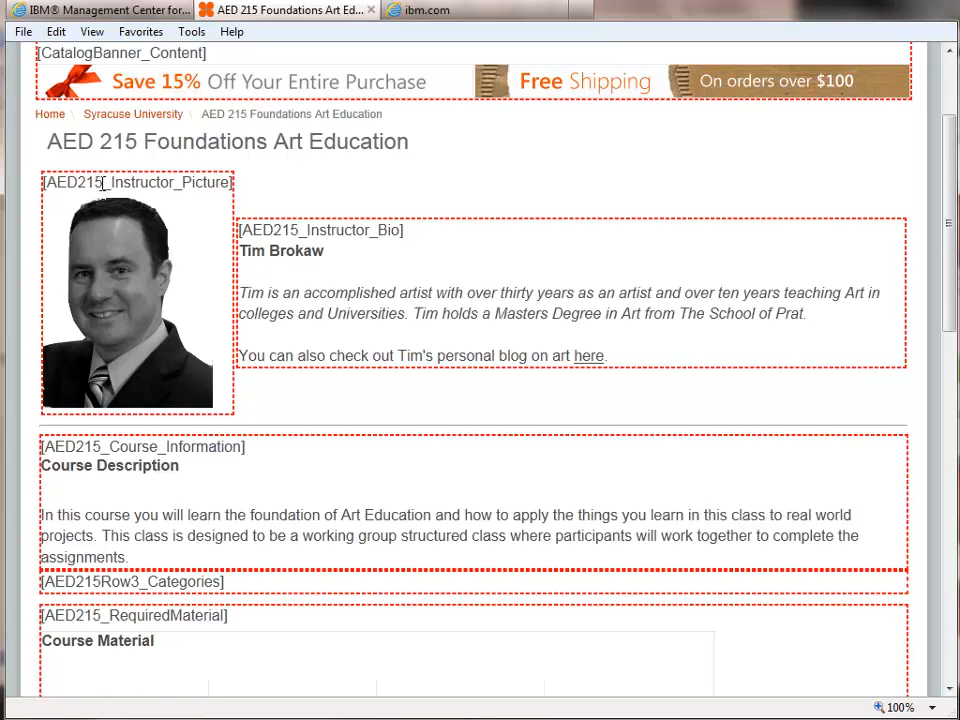 IBM® Management Center for...
AED 215 Foundations Art Ed...
ibm.com
File Edit View Favorites Tools Help
[CatalogBanner_Content]
Save 15% Off Your Entire Purchase
Free Shipping
On orders over $100
Home \ Syracuse University \ AED 215 Foundations Art Education
AED 215 Foundations Art Education
[AED215_Instructor_Picture]
[AED215_Instructor_Bio]
Tim Brokaw
Tim is an accomplished artist with over thirty years as an artist and over ten years teaching Art in
colleges and Universities. Tim holds a Masters Degree in Art from The School of Prat.
You can also check out Tim's personal blog on art here.
[AED215_Course_Information]
Course Description
In this course you will learn the foundation of Art Education and how to apply the things you learn in this class to real world
projects. This class is designed to be a working group structured class where participants will work together to complete the
assignments.
[AED215Row3_Categories]
[AED215_RequiredMaterial]
Course Material
100%